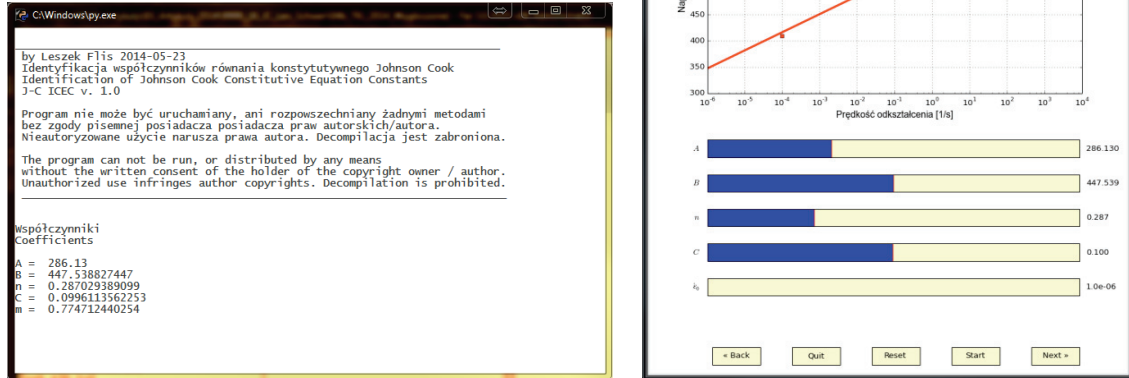 C:\Windows\py.exe
by Leszek Flis 2014-05-23
Identyfikacja współczynników równania konstytutywnego Johnson Cook
Identification of Johnson Cook Constitutive Equation Constants
J-C ICEC v. 1.0
Program nie może być uruchamiany, ani rozpowszechniany żadnymi metodami
bez zgody pisemnej posiadacza posiadacza praw autorskich/autora.
Nieautoryzowane użycie narusza prawa autora. Decompilacja jest zabroniona.
The program can not be run, or distributed by any means
without the written consent of the holder of the copyright owner / author.
Unauthorized use infringes author copyrights. Decompilation is prohibited.
Współczynniki
Coefficients
A = 286.13
B = 447.538827447
n = 0.287029389099
C = 0.0996113562253
m = 0.774712440254
450
400
350
300
10⁻⁶ 10⁻⁵ 10⁻⁴ 10⁻³ 10⁻² 10⁻¹ 10⁰ 10¹ 10² 10³ 10⁴
Prędkość odkształcenia [1/s]
A 286.130
B 447.539
n 0.287
C 0.100
ε̇₀ 1.0e-06
« Back Quit Reset Start Next »